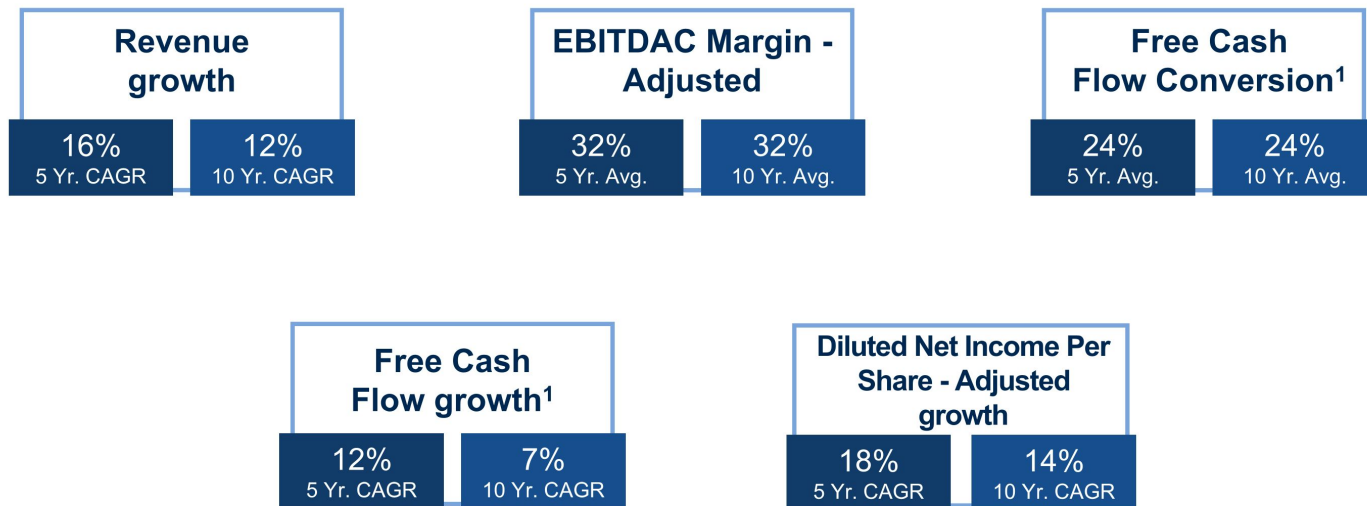 Revenue
growth
16%
5 Yr. CAGR
12%
10 Yr. CAGR
EBITDAC Margin -
Adjusted
32%
5 Yr. Avg.
32%
10 Yr. Avg.
Free Cash
Flow Conversion¹
24%
5 Yr. Avg.
24%
10 Yr. Avg.
Free Cash
Flow growth¹
12%
5 Yr. CAGR
7%
10 Yr. CAGR
Diluted Net Income Per
Share - Adjusted
growth
18%
5 Yr. CAGR
14%
10 Yr. CAGR